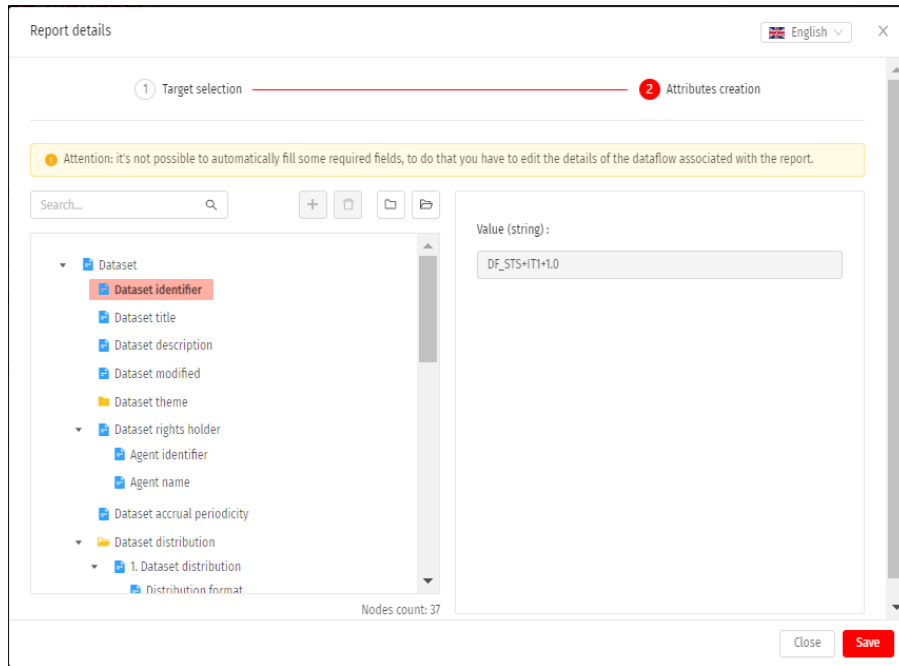 Report details
English
1 Target selection
2 Attributes creation
Attention: it's not possible to automatically fill some required fields, to do that you have to edit the details of the dataflow associated with the report.
Search...
Value (string) :
DF_STS+IT1+1.0
Dataset
Dataset identifier
Dataset title
Dataset description
Dataset modified
Dataset theme
Dataset rights holder
Agent identifier
Agent name
Dataset accrual periodicity
Dataset distribution
1. Dataset distribution
Distribution format
Nodes count: 37
Close
Save